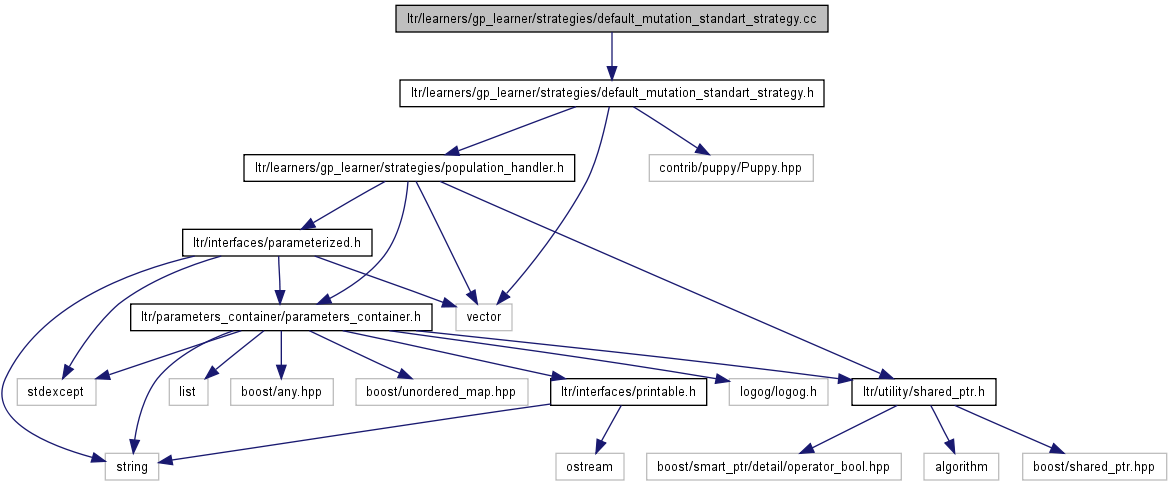 ltr/learners/gp_learner/strategies/default_mutation_standart_strategy.cc
ltr/learners/gp_learner/strategies/default_mutation_standart_strategy.h
ltr/learners/gp_learner/strategies/population_handler.h
contrib/puppy/Puppy.hpp
ltr/interfaces/parameterized.h
ltr/parameters_container/parameters_container.h
vector
stdexcept
list
boost/any.hpp
boost/unordered_map.hpp
ltr/interfaces/printable.h
logog/logog.h
ltr/utility/shared_ptr.h
string
ostream
boost/smart_ptr/detail/operator_bool.hpp
algorithm
boost/shared_ptr.hpp